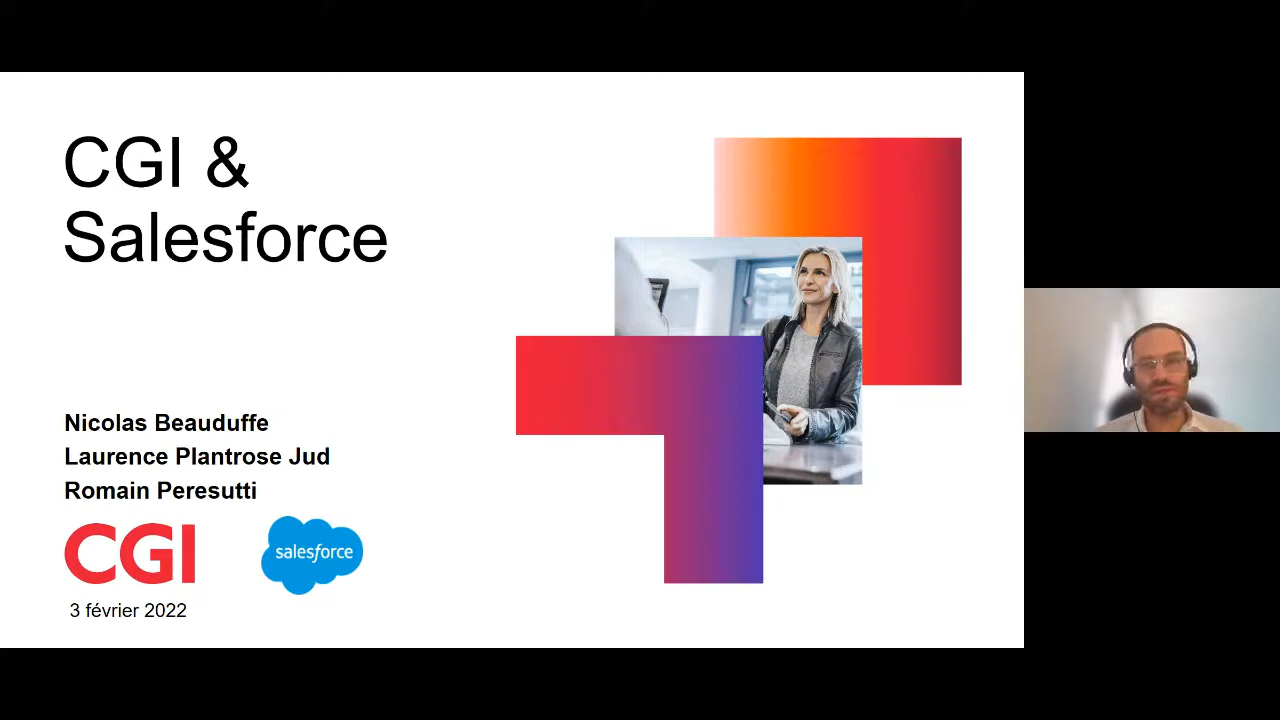 CGI &
Salesforce
Nicolas Beauduffe
Laurence Plantrose Jud
Romain Peresutti
CGI
salesforce
3 février 2022